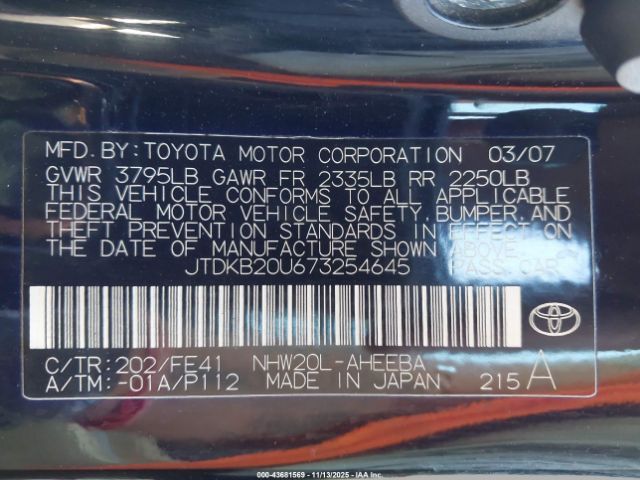 MFD.BY:TOYOTA MOTOR CORPORATION 03/07
GVWR 3795LB GAWR FR 2335LB RR 2250LB
THIS VEHICLE CONFORMS TO ALL APPLICABLE
FEDERAL MOTOR VEHICLE SAFETY,BUMPER,AND
THEFT PREVENTION STANDARDS IN EFFECT ON
THE DATE OF MANUFACTURE SHOWN ABOVE.
JTDKB20U673254645 PASS.CAR
C/TR:202/FE41 NHW20L-AHEEBA
A/TM:-01A/P112 MADE IN JAPAN 215 A
000-43681569 | 11/13/2025 - IAAI.COM